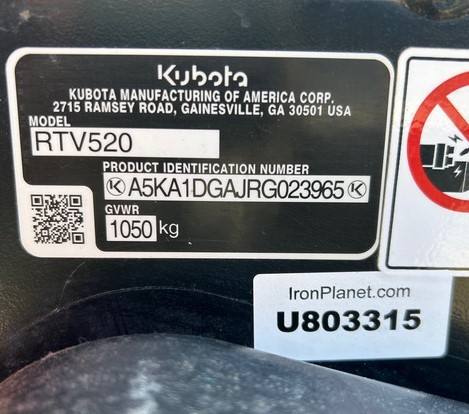 Kubota
KUBOTA MANUFACTURING OF AMERICA CORP.
2715 RAMSEY ROAD, GAINESVILLE, GA 30501 USA
MODEL
RTV520
PRODUCT IDENTIFICATION NUMBER
A5KA1DGAJRG023965
GVWR
1050 kg
IronPlanet.com
U803315